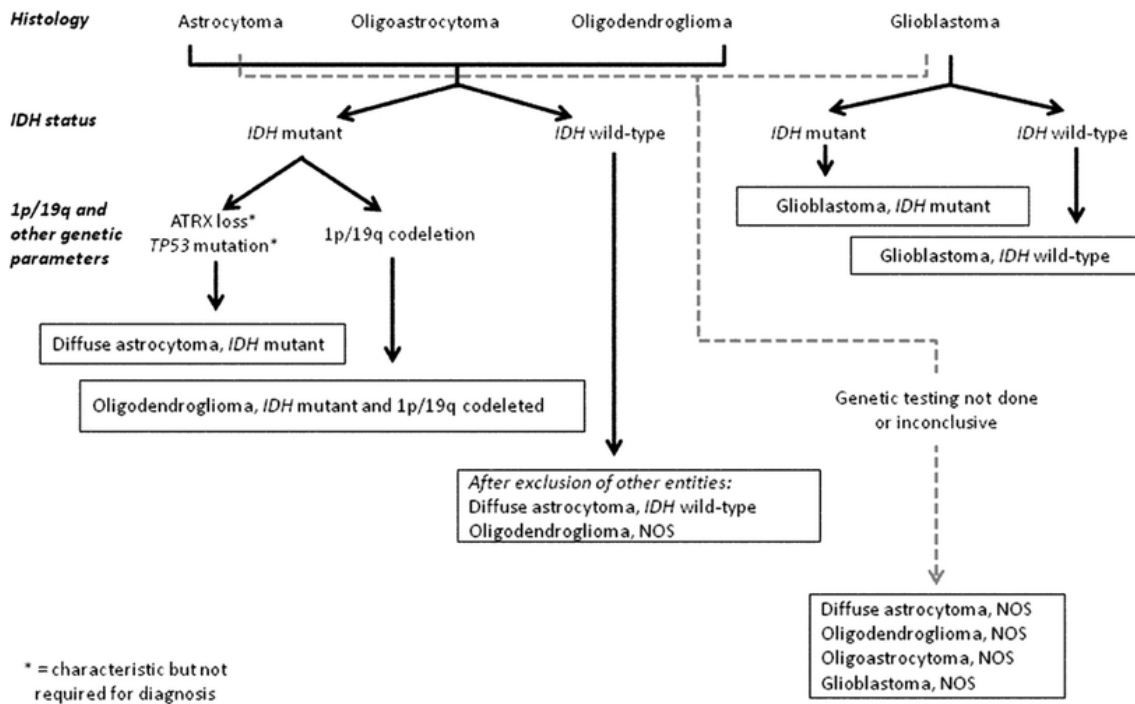 Histology
Astrocytoma Oligoastrocytoma Oligodendroglioma Glioblastoma
IDH status
IDH mutant IDH wild-type IDH mutant IDH wild-type
1p/19q and
other genetic
parameters
ATRX loss*
TP53 mutation*
1p/19q codeletion
Glioblastoma, IDH mutant
Glioblastoma, IDH wild-type
Diffuse astrocytoma, IDH mutant
Oligodendroglioma, IDH mutant and 1p/19q codeleted
Genetic testing not done
or inconclusive
After exclusion of other entities:
Diffuse astrocytoma, IDH wild-type
Oligodendroglioma, NOS
Diffuse astrocytoma, NOS
Oligodendroglioma, NOS
Oligoastrocytoma, NOS
Glioblastoma, NOS
* = characteristic but not
required for diagnosis